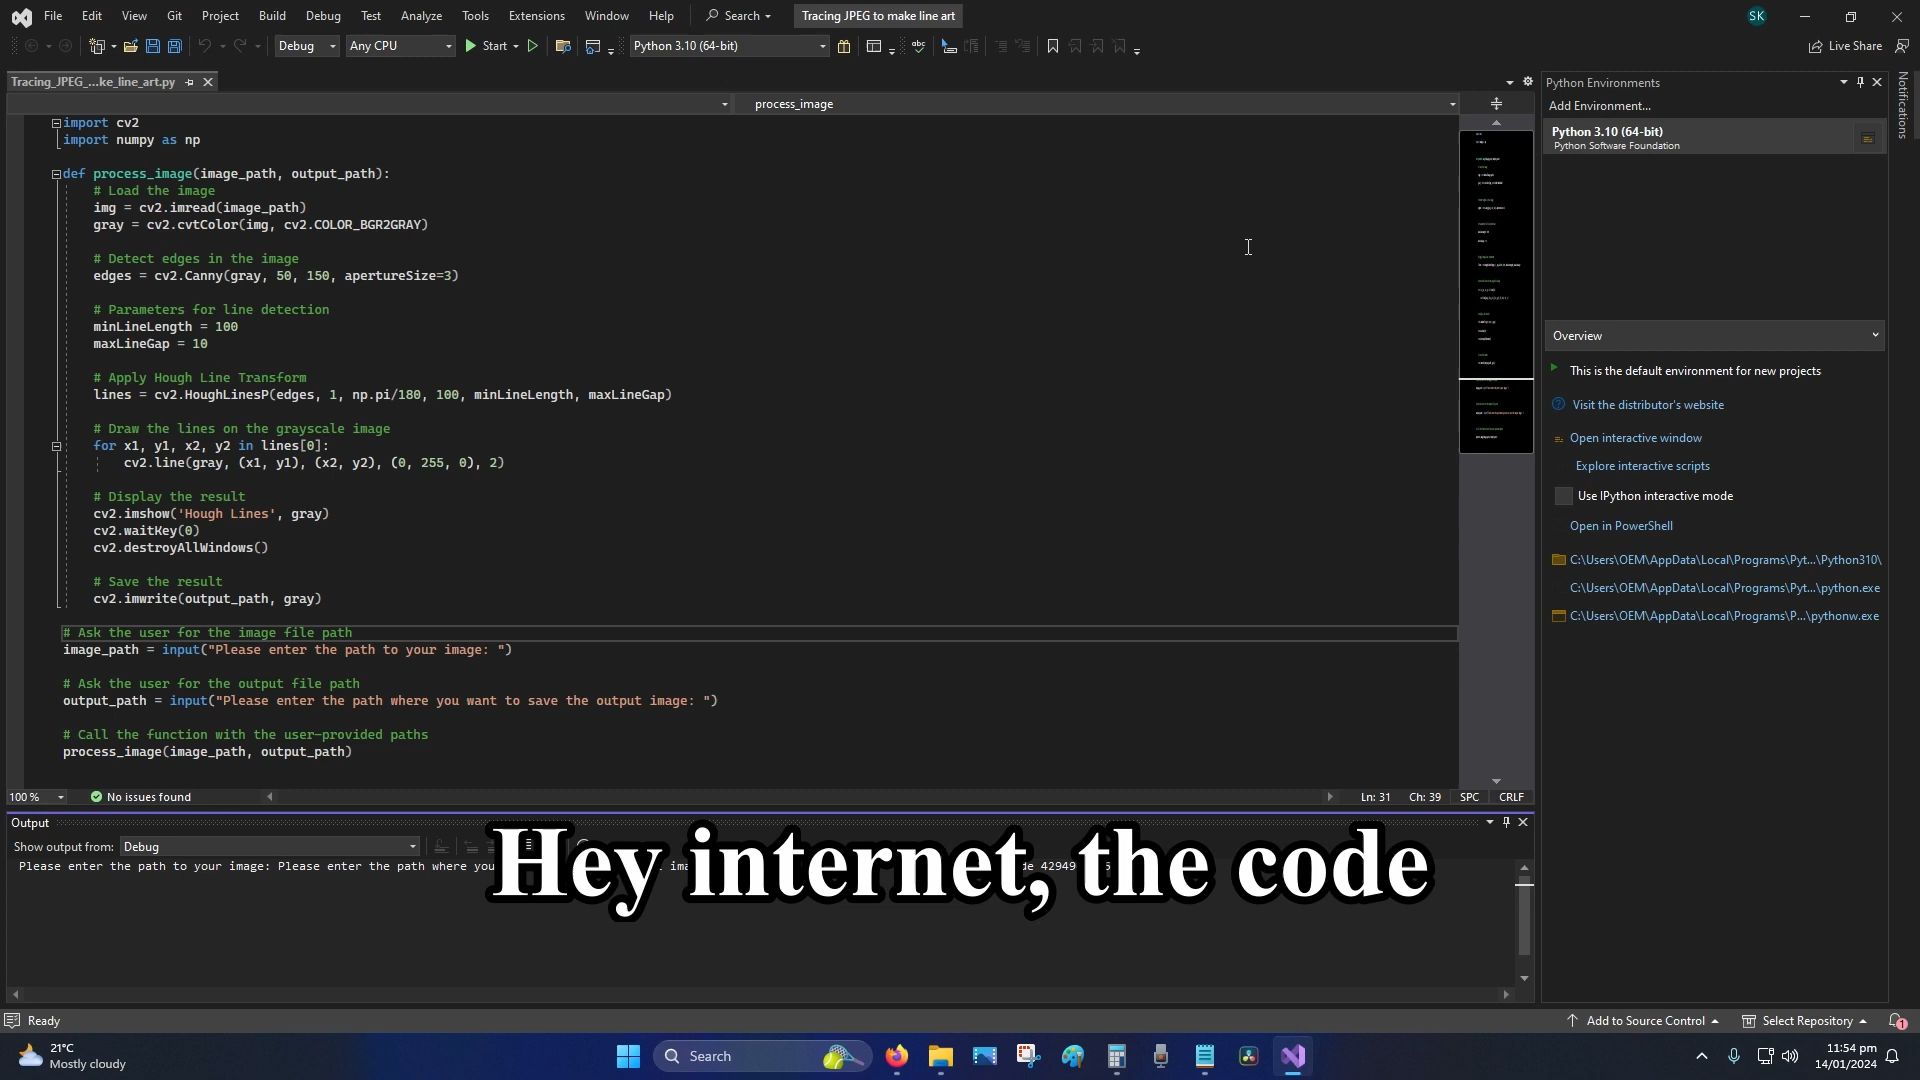 File Edit View Git Project Build Debug Test Analyze Tools Extensions Window Help Search Tracing JPEG to make line art SK
Debug Any CPU Start Python 3.10 (64-bit) Live Share
Tracing_JPEG_...ke_line_art.py
process_image
import cv2
import numpy as np
def process_image(image_path, output_path):
# Load the image
img = cv2.imread(image_path)
gray = cv2.cvtColor(img, cv2.COLOR_BGR2GRAY)
# Detect edges in the image
edges = cv2.Canny(gray, 50, 150, apertureSize=3)
# Parameters for line detection
minLineLength = 100
maxLineGap = 10
# Apply Hough Line Transform
lines = cv2.HoughLinesP(edges, 1, np.pi/180, 100, minLineLength, maxLineGap)
# Draw the lines on the grayscale image
for x1, y1, x2, y2 in lines[0]:
cv2.line(gray, (x1, y1), (x2, y2), (0, 255, 0), 2)
# Display the result
cv2.imshow('Hough Lines', gray)
cv2.waitKey(0)
cv2.destroyAllWindows()
# Save the result
cv2.imwrite(output_path, gray)
# Ask the user for the image file path
image_path = input("Please enter the path to your image: ")
# Ask the user for the output file path
output_path = input("Please enter the path where you want to save the output image: ")
# Call the function with the user-provided paths
process_image(image_path, output_path)
100 % No issues found Ln: 31 Ch: 39 SPC CRLF
Output
Show output from: Debug
Please enter the path to your image: Please enter the path where
Hey internet, the code
Python Environments
Add Environment...
Python 3.10 (64-bit)
Python Software Foundation
Overview
This is the default environment for new projects
Visit the distributor's website
Open interactive window
Explore interactive scripts
Use IPython interactive mode
Open in PowerShell
C:\Users\OEM\AppData\Local\Programs\Pyt...\Python310\
C:\Users\OEM\AppData\Local\Programs\Pyt...\python.exe
C:\Users\OEM\AppData\Local\Programs\P...\pythonw.exe
Notifications
Ready Add to Source Control Select Repository 1
21°C
Mostly cloudy
Search
11:54 pm
14/01/2024